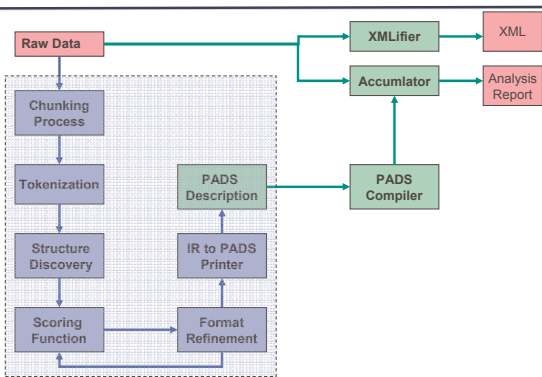 Raw Data
XMLifier
XML
Accumlator
Analysis
Report
Chunking
Process
Tokenization
PADS
Description
PADS
Compiler
Structure
Discovery
IR to PADS
Printer
Scoring
Function
Format
Refinement